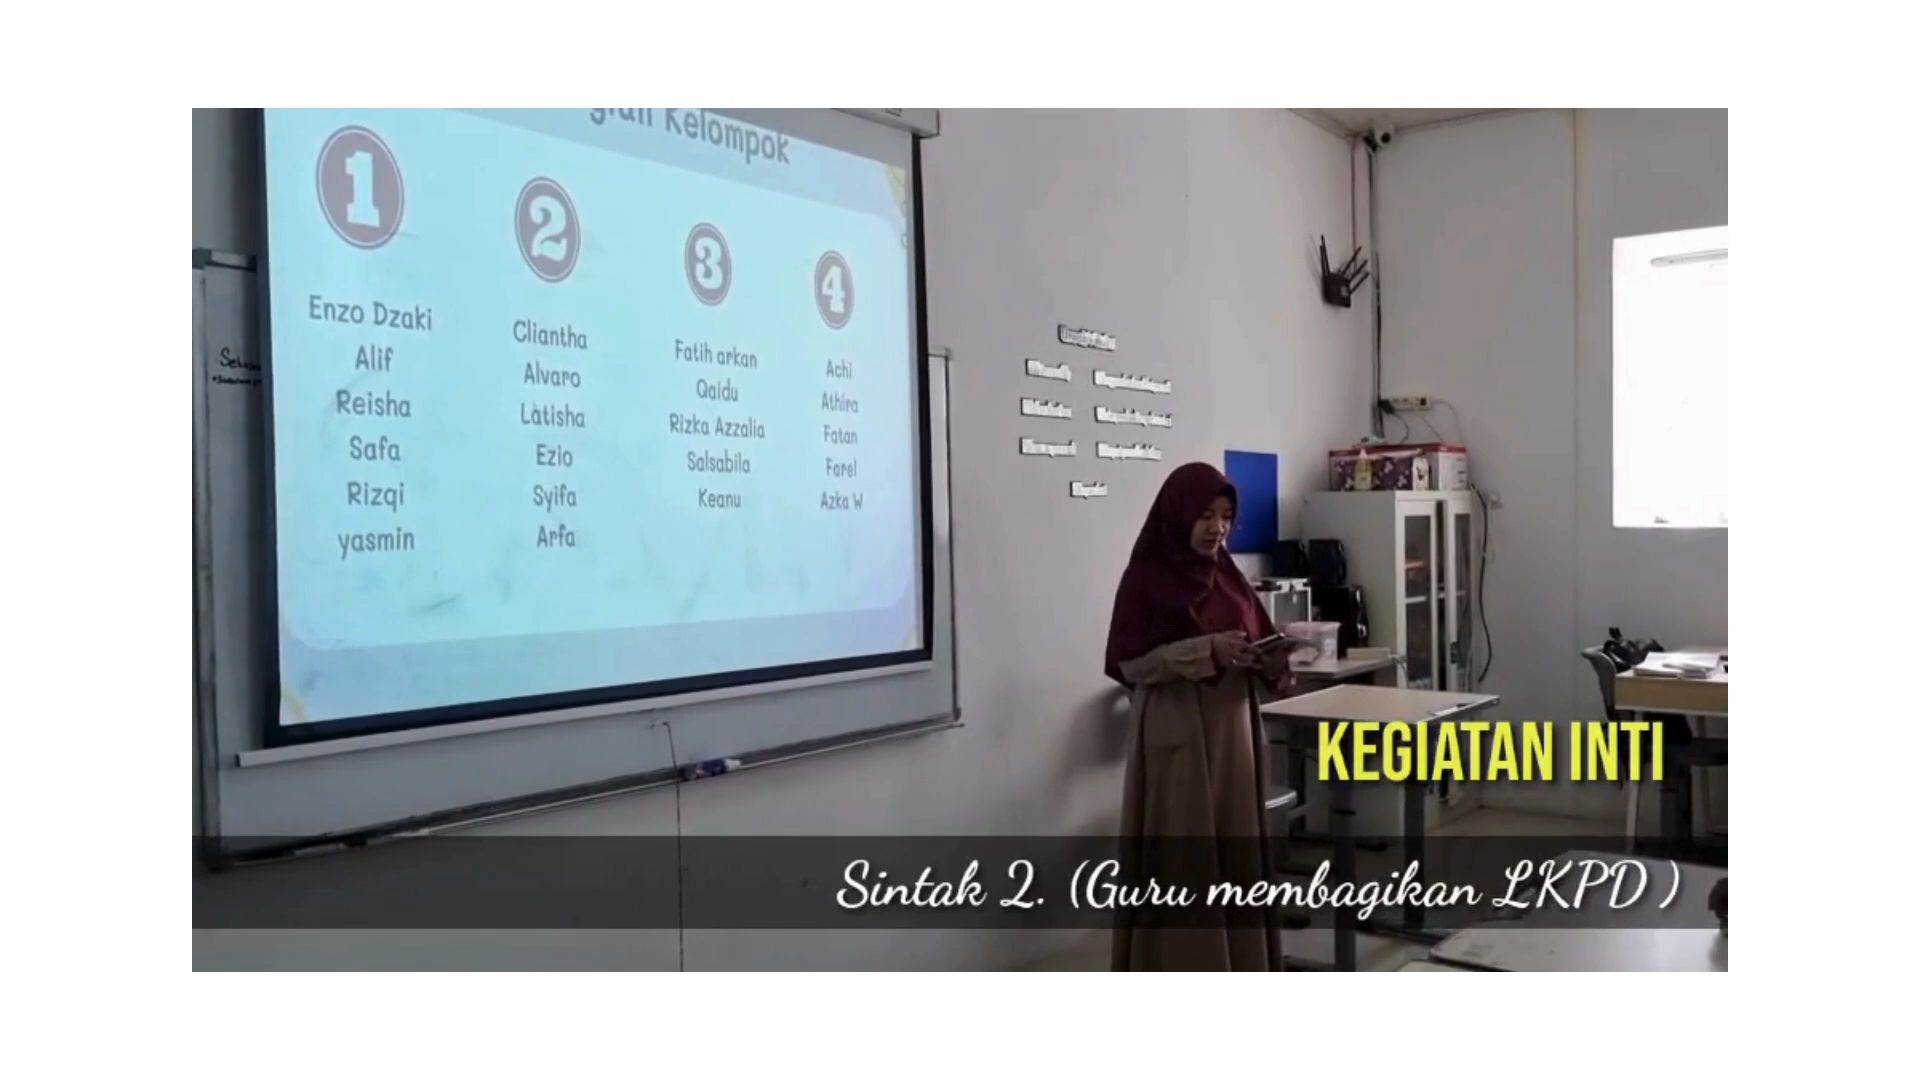 Kelompok
1
Enzo Dzaki
Alif
Reisha
Safa
Rizqi
yasmin
2
Cliantha
Alvaro
Latisha
Ezio
Syifa
Arfa
3
Fatih arkan
Qaidu
Rizka Azzalia
Salsabila
Keanu
4
Achi
Athira
Fatan
Farel
Azka W
KEGIATAN INTI
Sintak 2. (Guru membagikan LKPD )